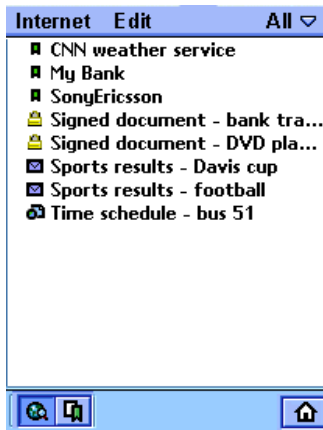 Internet Edit All
CNN weather service
My Bank
SonyEricsson
Signed document - bank tra...
Signed document - DVD pla...
Sports results - Davis cup
Sports results - football
Time schedule - bus 51